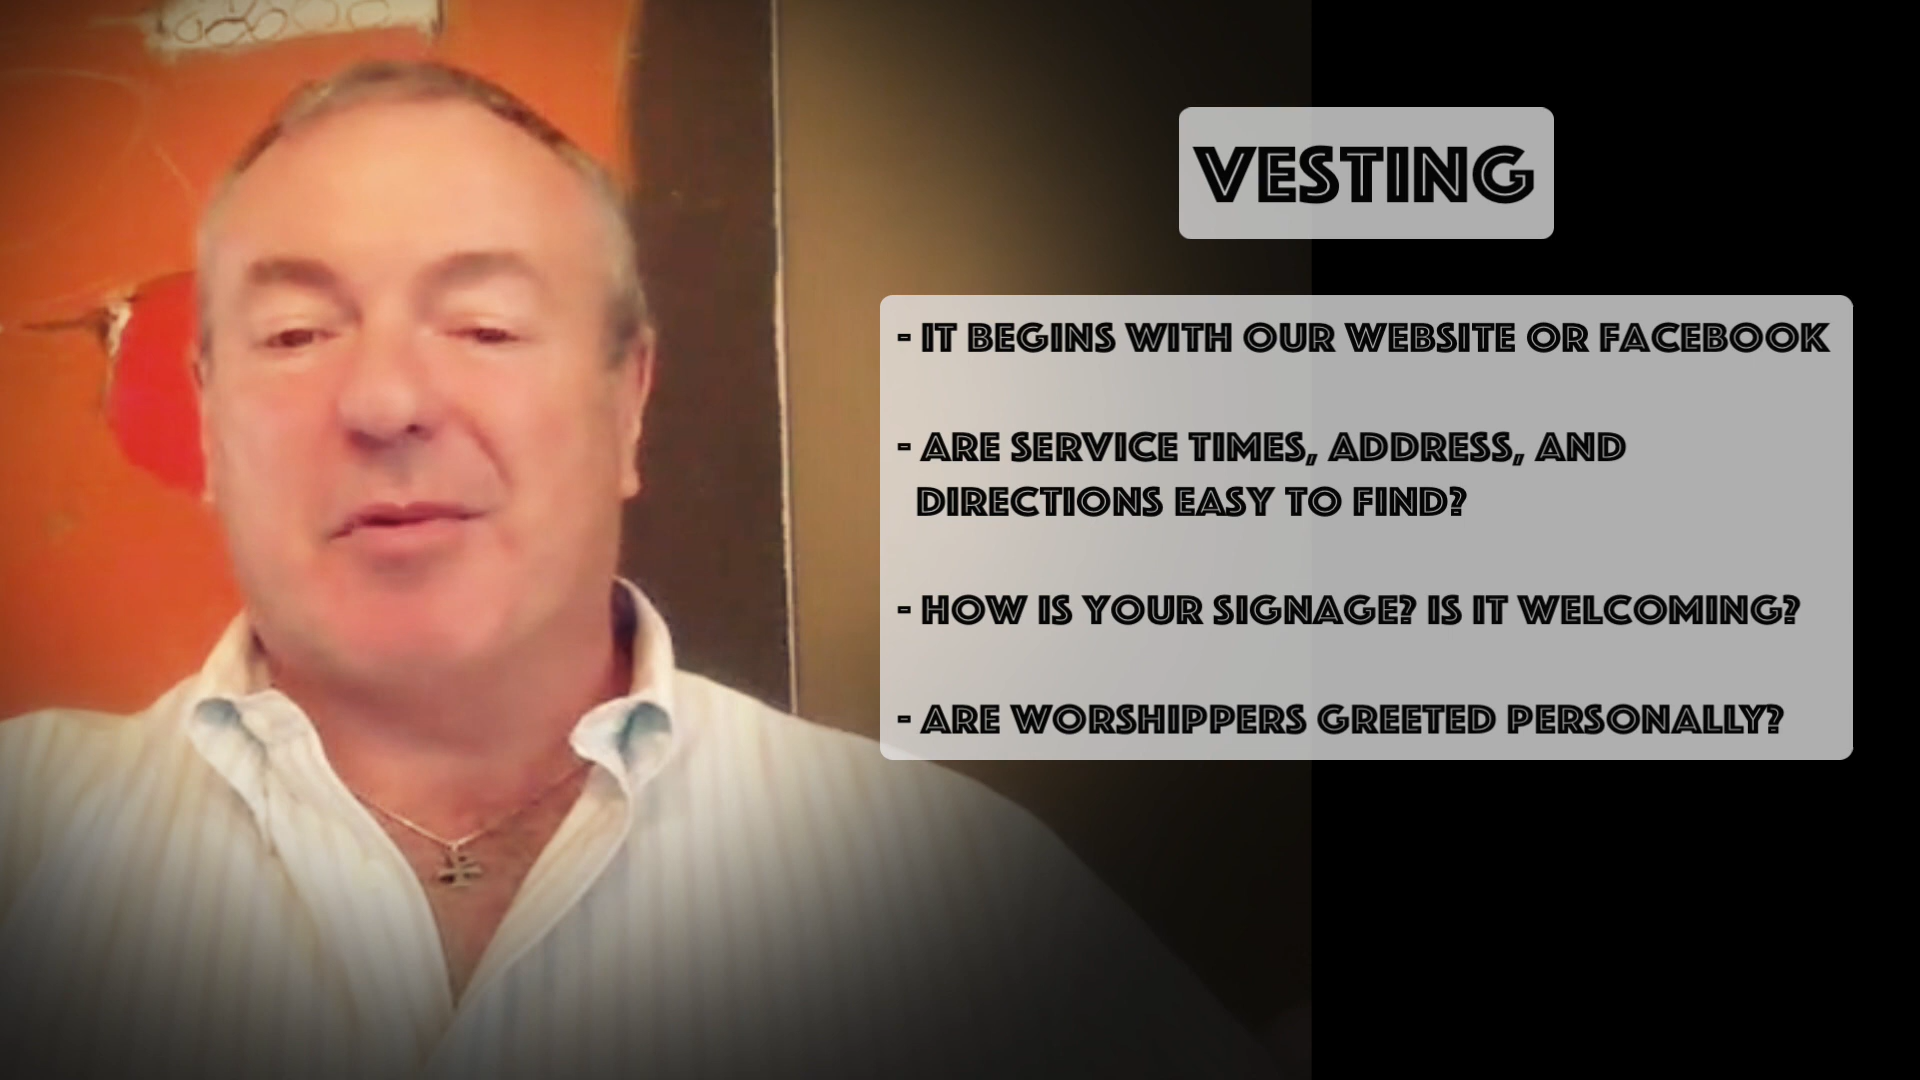 VESTING
- IT BEGINS WITH OUR WEBSITE OR FACEBOOK
- ARE SERVICE TIMES, ADDRESS, AND
DIRECTIONS EASY TO FIND?
- HOW IS YOUR SIGNAGE? IS IT WELCOMING?
- ARE WORSHIPPERS GREETED PERSONALLY?